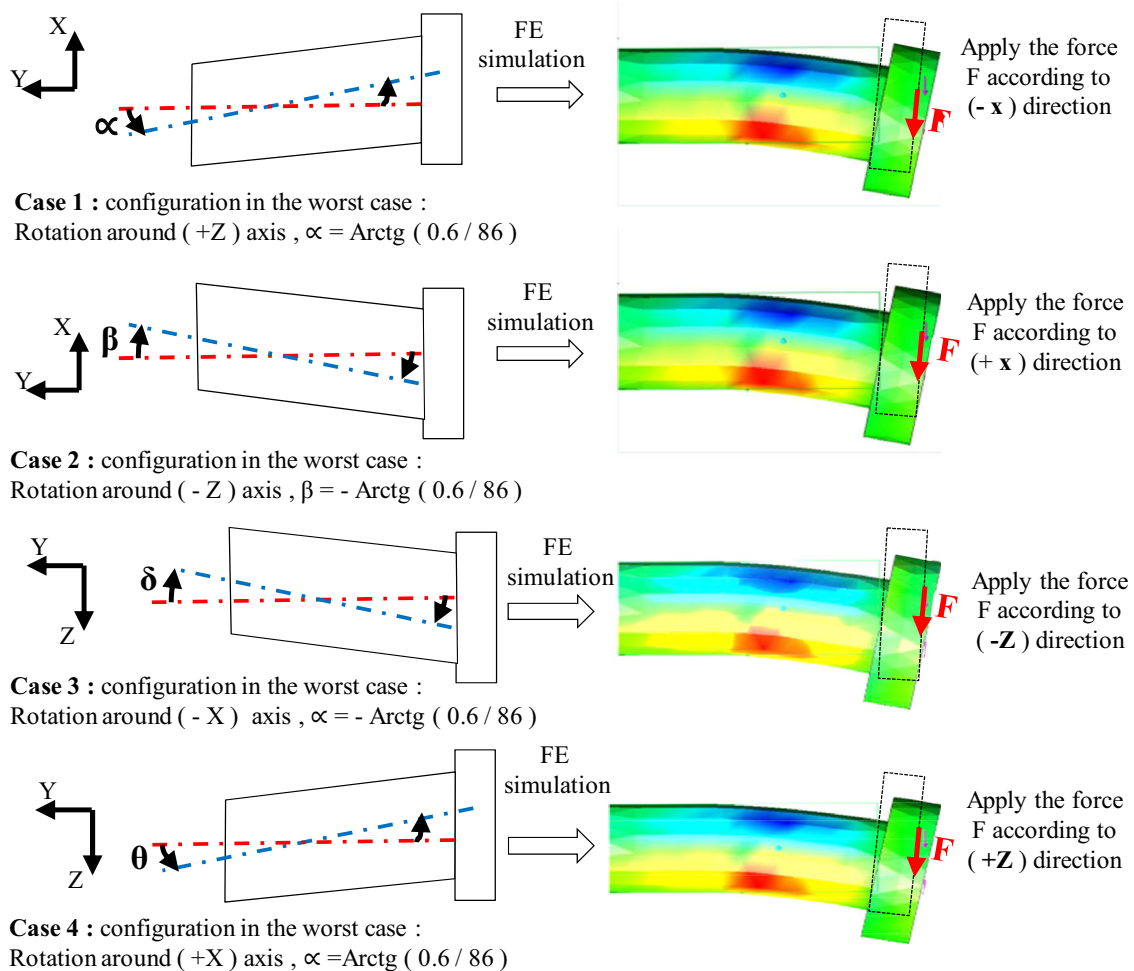 X
Y
∝
FE
simulation
F
Apply the force
F according to
(- x ) direction
Case 1 : configuration in the worst case :
Rotation around ( +Z ) axis , ∝ = Arctg ( 0.6 / 86 )
X
Y
β
FE
simulation
F
Apply the force
F according to
(+ x ) direction
Case 2 : configuration in the worst case :
Rotation around ( - Z ) axis , β = - Arctg ( 0.6 / 86 )
Y
Z
δ
FE
simulation
F
Apply the force
F according to
( -Z ) direction
Case 3 : configuration in the worst case :
Rotation around ( - X ) axis , ∝ = - Arctg ( 0.6 / 86 )
Y
Z
θ
FE
simulation
F
Apply the force
F according to
( +Z ) direction
Case 4 : configuration in the worst case :
Rotation around ( +X ) axis , ∝ =Arctg ( 0.6 / 86 )